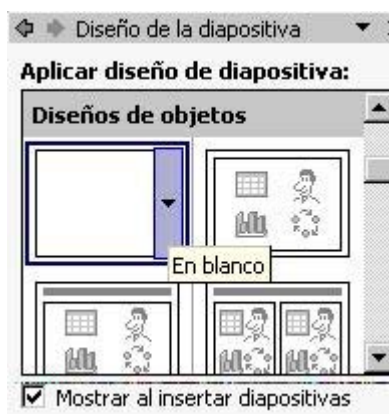 Diseño de la diapositiva
Aplicar diseño de diapositiva:
Diseños de objetos
En blanco
Mostrar al insertar diapositivas